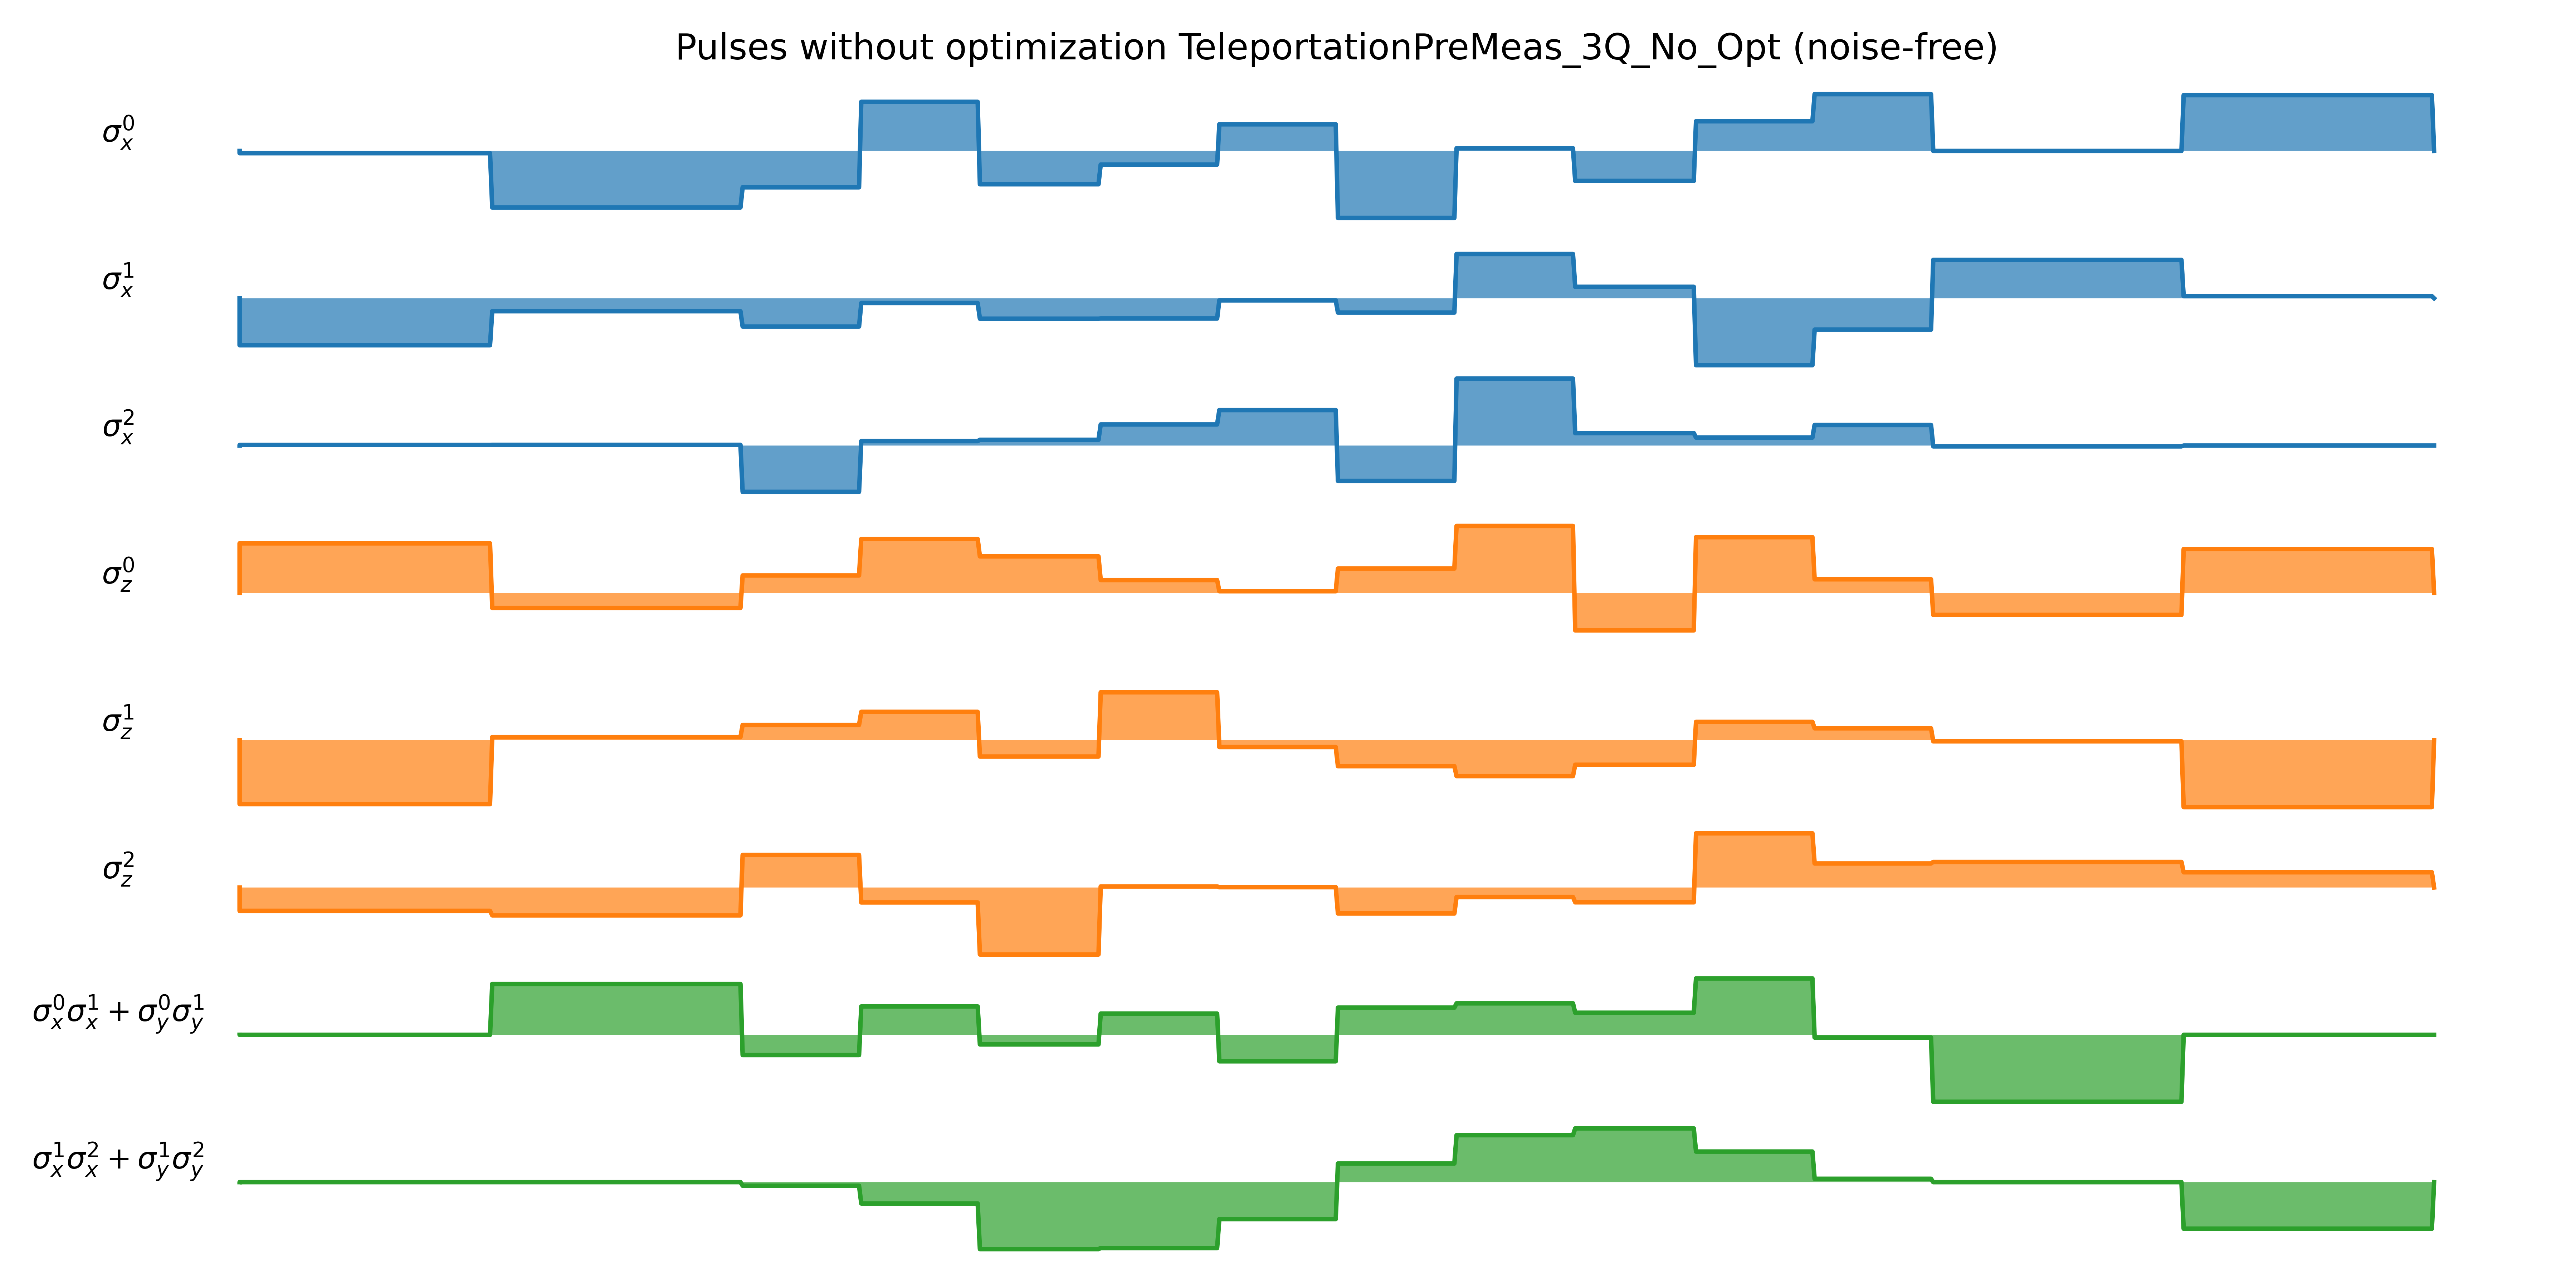 Pulses without optimization TeleportationPreMeas_3Q_No_Opt (noise-free)
σ_x^0
σ_x^1
σ_x^2
σ_z^0
σ_z^1
σ_z^2
σ_x^0σ_x^1 + σ_y^0σ_y^1
σ_x^1σ_x^2 + σ_y^1σ_y^2